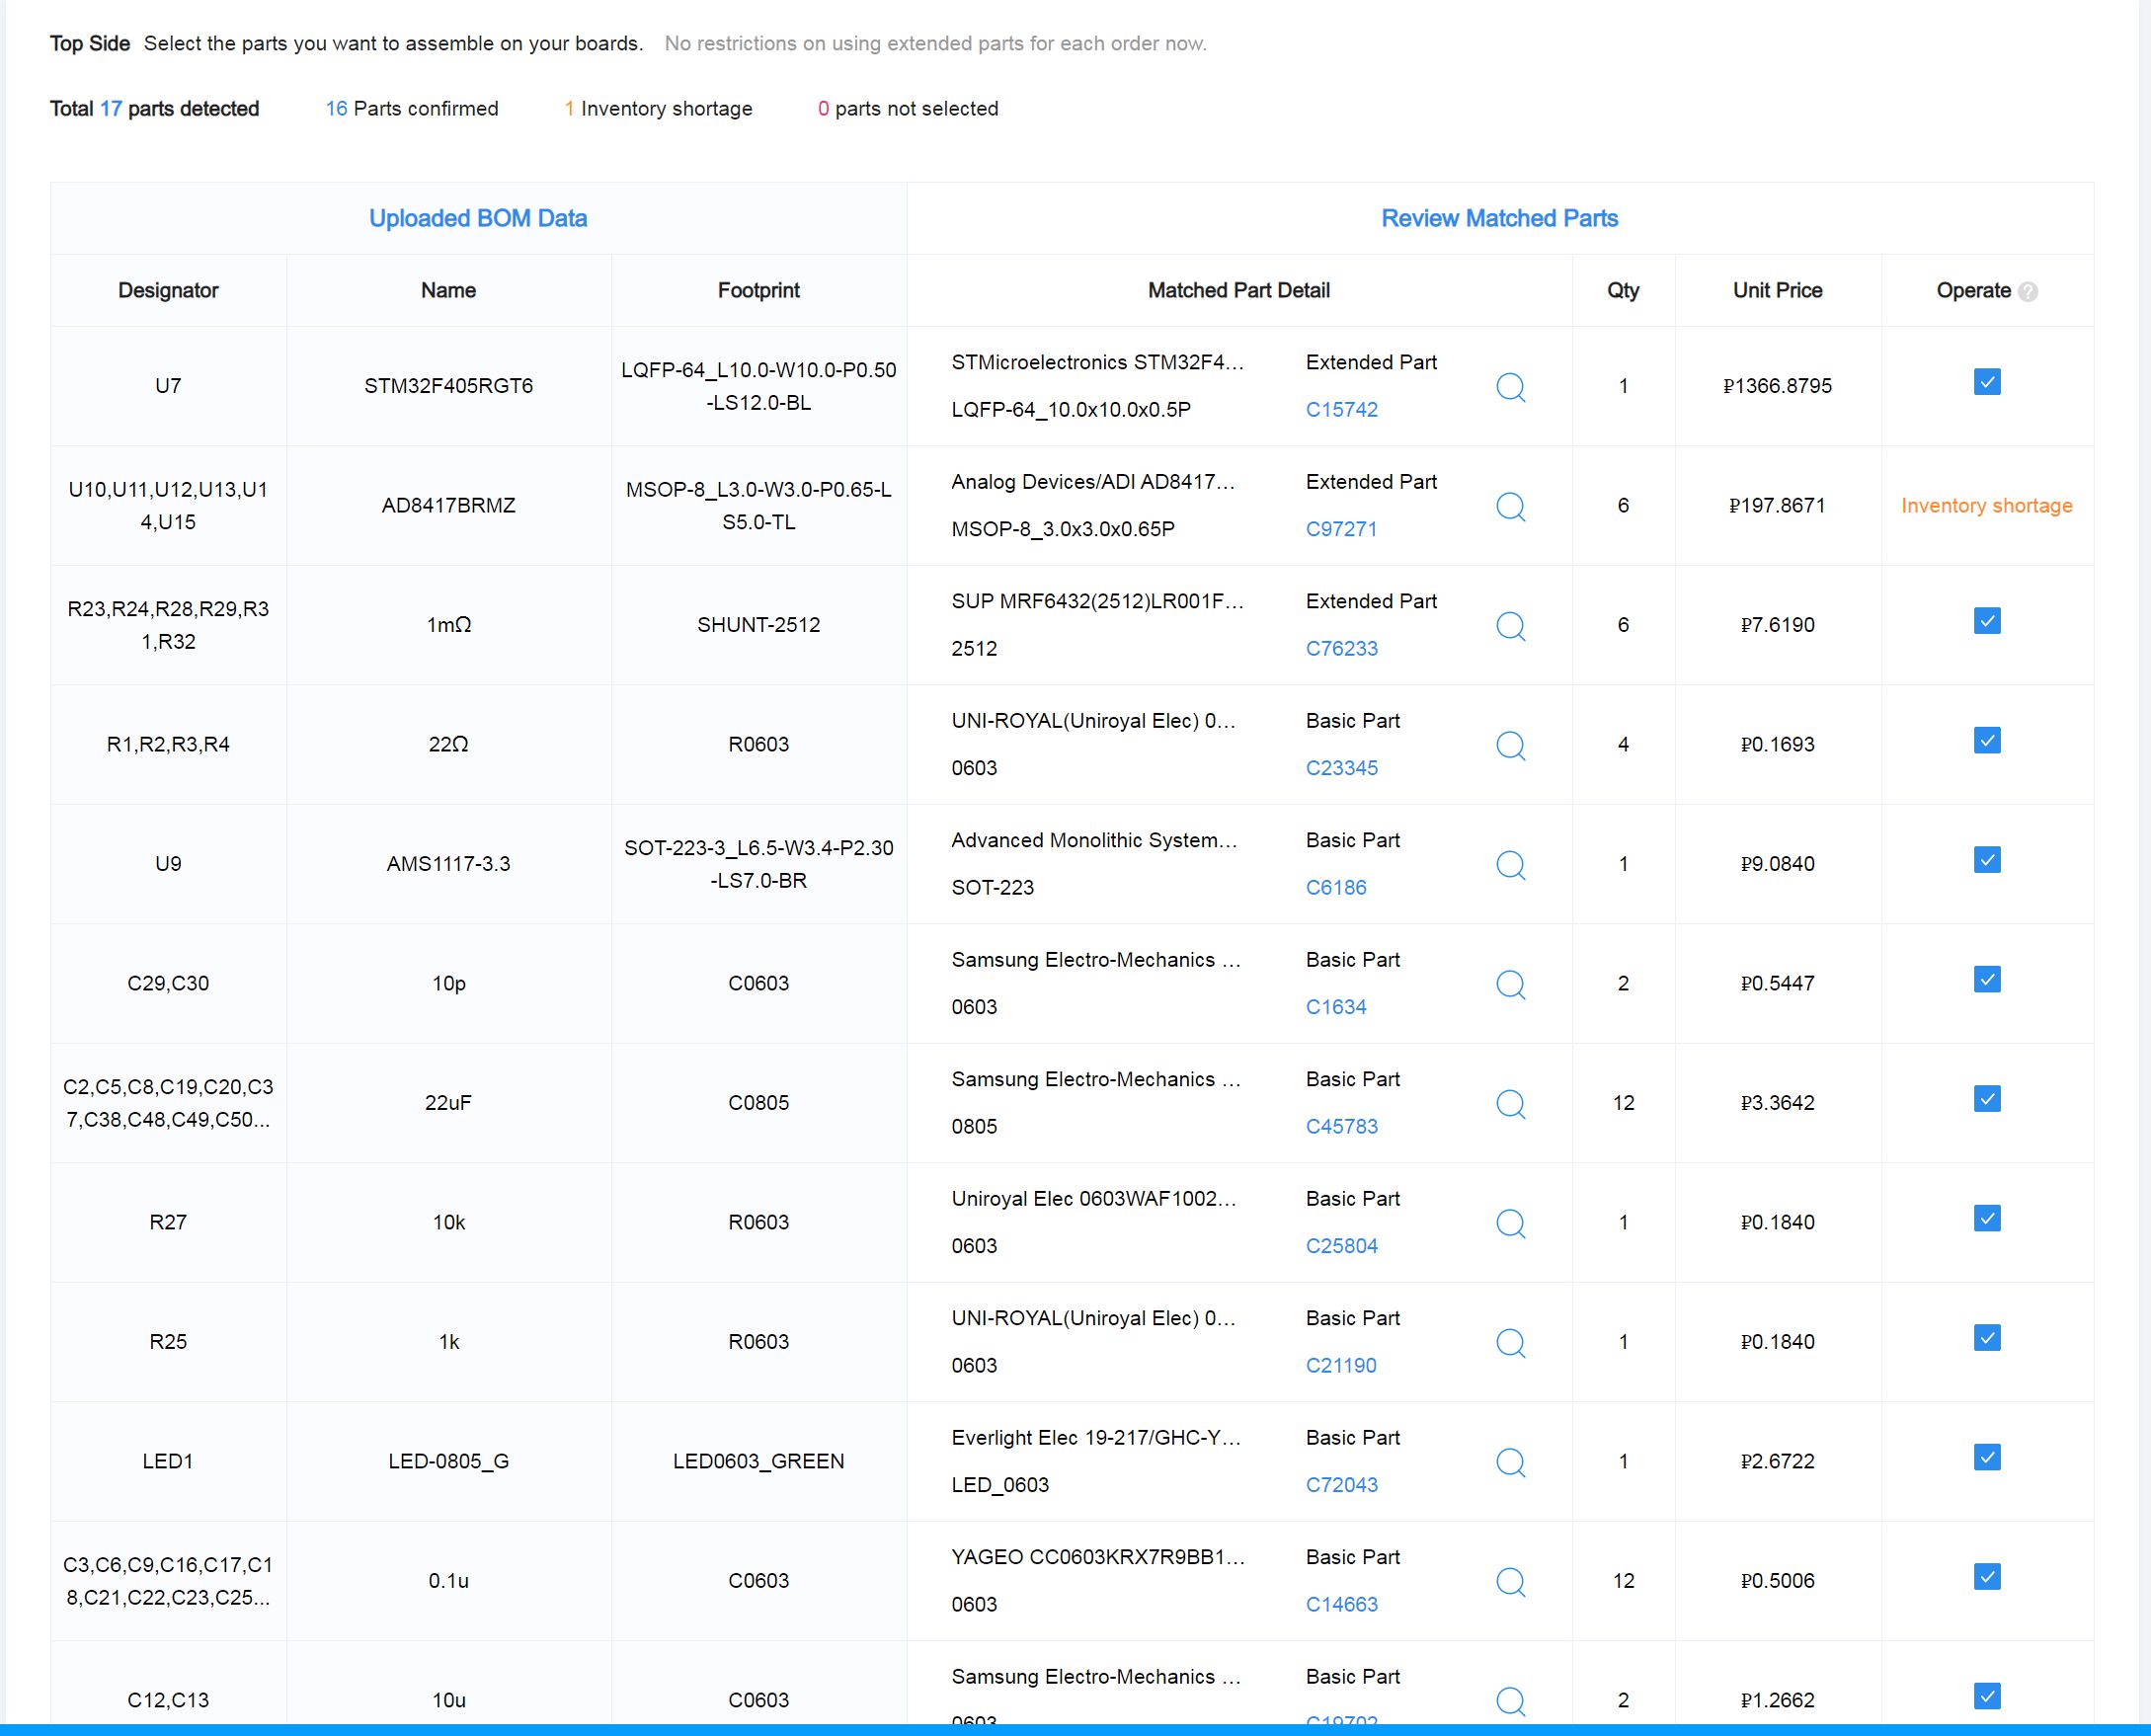 Top Side Select the parts you want to assemble on your boards. No restrictions on using extended parts for each order now.
Total 17 parts detected 16 Parts confirmed 1 Inventory shortage 0 parts not selected
Uploaded BOM Data Review Matched Parts
Designator Name Footprint Matched Part Detail Qty Unit Price Operate ?
U7 STM32F405RGT6 LQFP-64_L10.0-W10.0-P0.50
-LS12.0-BL
STMicroelectronics STM32F4... Extended Part
LQFP-64_10.0x10.0x0.5P C15742
1 ₽1366.8795
U10,U11,U12,U13,U1
4,U15
AD8417BRMZ
MSOP-8_L3.0-W3.0-P0.65-L
S5.0-TL
Analog Devices/ADI AD8417... Extended Part
MSOP-8_3.0x3.0x0.65P C97271
6 ₽197.8671 Inventory shortage
R23,R24,R28,R29,R3
1,R32
1mΩ SHUNT-2512
SUP MRF6432(2512)LR001F... Extended Part
2512 C76233
6 ₽7.6190
R1,R2,R3,R4 22Ω R0603
UNI-ROYAL(Uniroyal Elec) 0... Basic Part
0603 C23345
4 ₽0.1693
U9 AMS1117-3.3
SOT-223-3_L6.5-W3.4-P2.30
-LS7.0-BR
Advanced Monolithic System... Basic Part
SOT-223 C6186
1 ₽9.0840
C29,C30 10p C0603
Samsung Electro-Mechanics ... Basic Part
0603 C1634
2 ₽0.5447
C2,C5,C8,C19,C20,C3
7,C38,C48,C49,C50...
22uF C0805
Samsung Electro-Mechanics ... Basic Part
0805 C45783
12 ₽3.3642
R27 10k R0603
Uniroyal Elec 0603WAF1002... Basic Part
0603 C25804
1 ₽0.1840
R25 1k R0603
UNI-ROYAL(Uniroyal Elec) 0... Basic Part
0603 C21190
1 ₽0.1840
LED1 LED-0805_G LED0603_GREEN
Everlight Elec 19-217/GHC-Y... Basic Part
LED_0603 C72043
1 ₽2.6722
C3,C6,C9,C16,C17,C1
8,C21,C22,C23,C25...
0.1u C0603
YAGEO CC0603KRX7R9BB1... Basic Part
0603 C14663
12 ₽0.5006
C12,C13 10u C0603
Samsung Electro-Mechanics ... Basic Part
0603 C19702
2 ₽1.2662